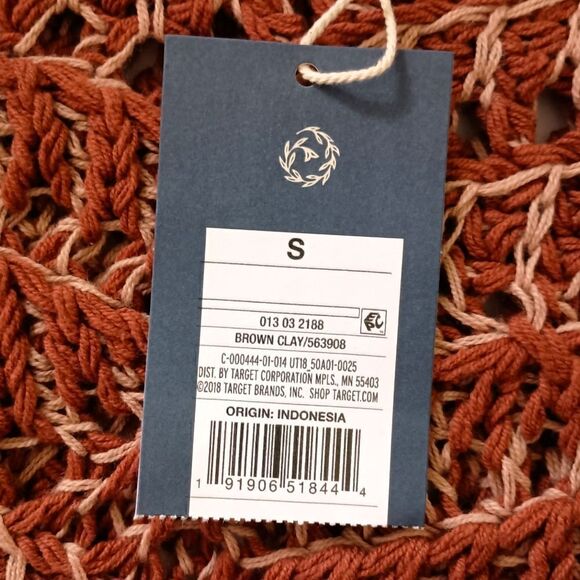 S
013 03 2188
BROWN CLAY/563908
C-000444-01-014 UT18_50A01-0025
DIST. BY TARGET CORPORATION MPLS., MN 55403
©2018 TARGET BRANDS, INC. SHOP TARGET.COM
ORIGIN: INDONESIA
1 91906 51844 4